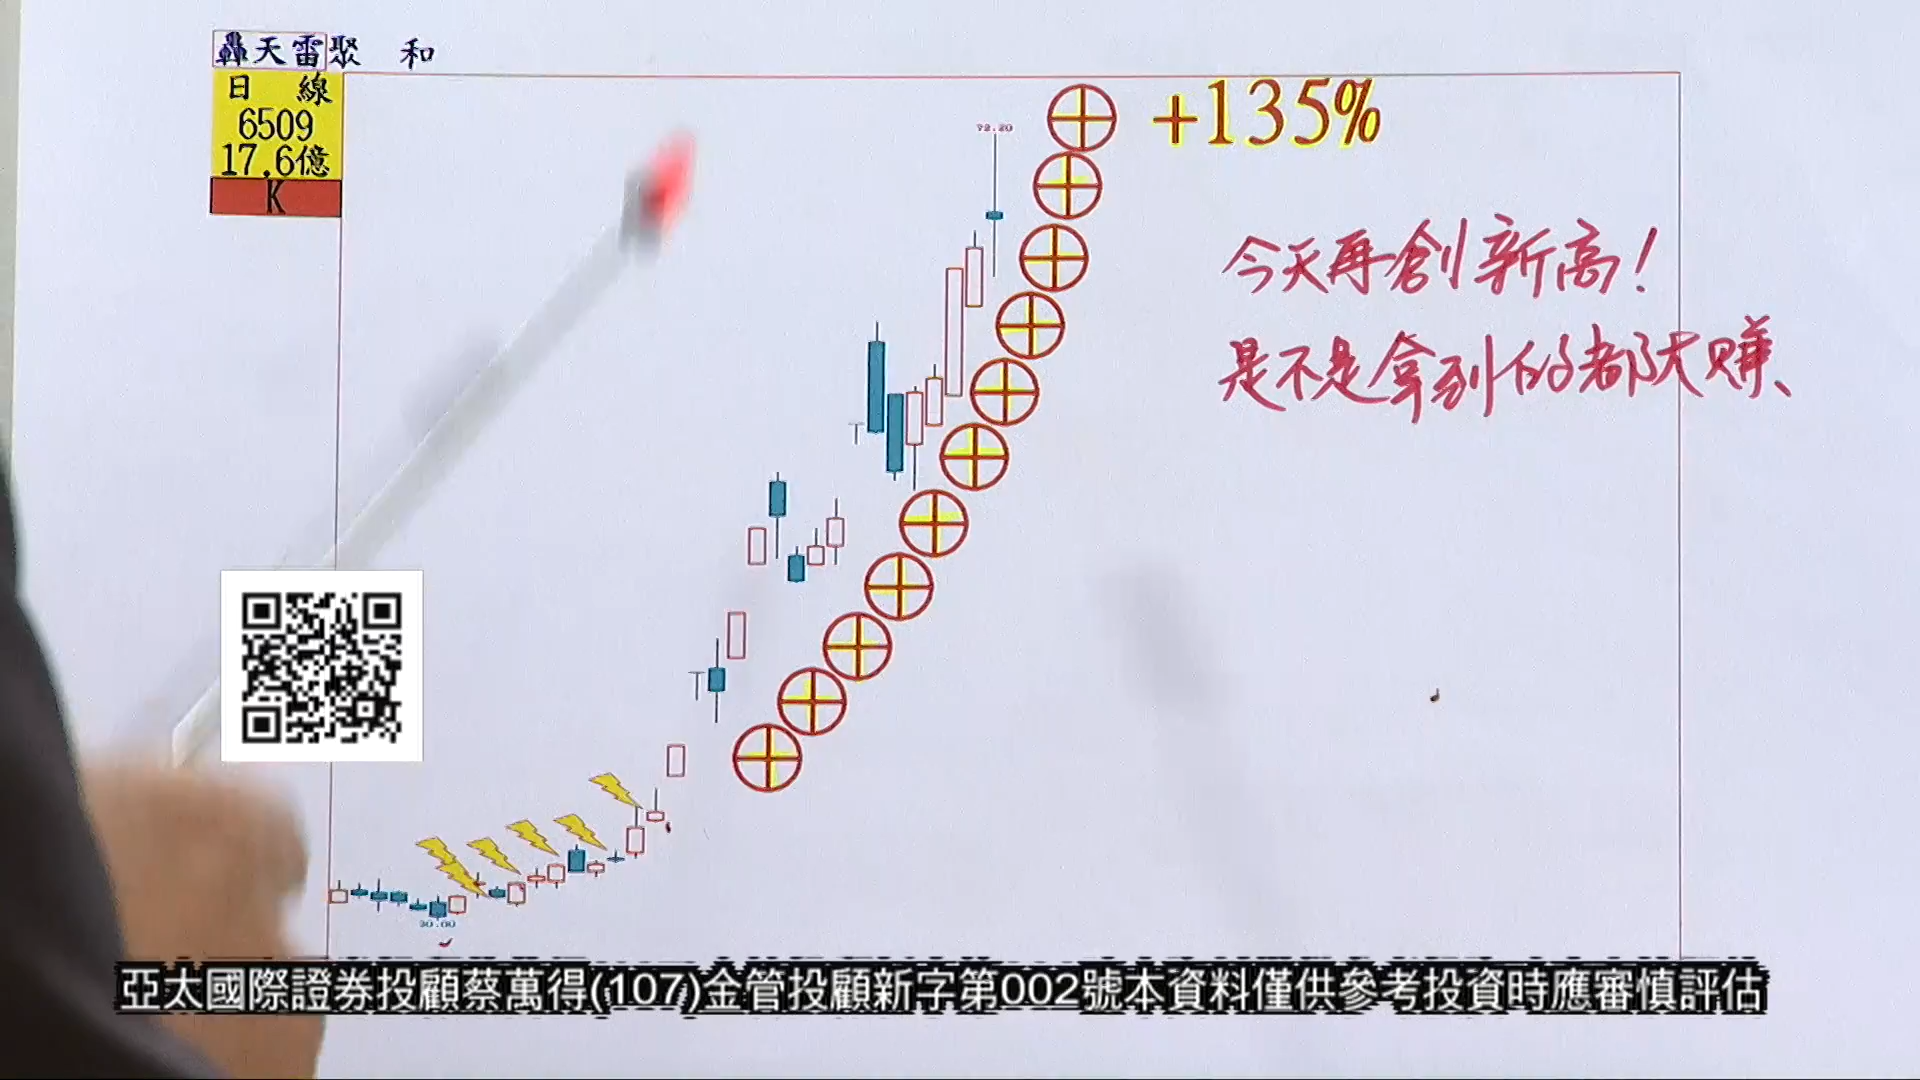 轟天雷聚 和
日 線
6509
17.6億
K
72.20
+135%
今天再創新高!
是不是拿到的都大賺、
30.00
亞太國際證券投顧蔡萬得(107)金管投顧新字第002號本資料僅供參考投資時應審慎評估